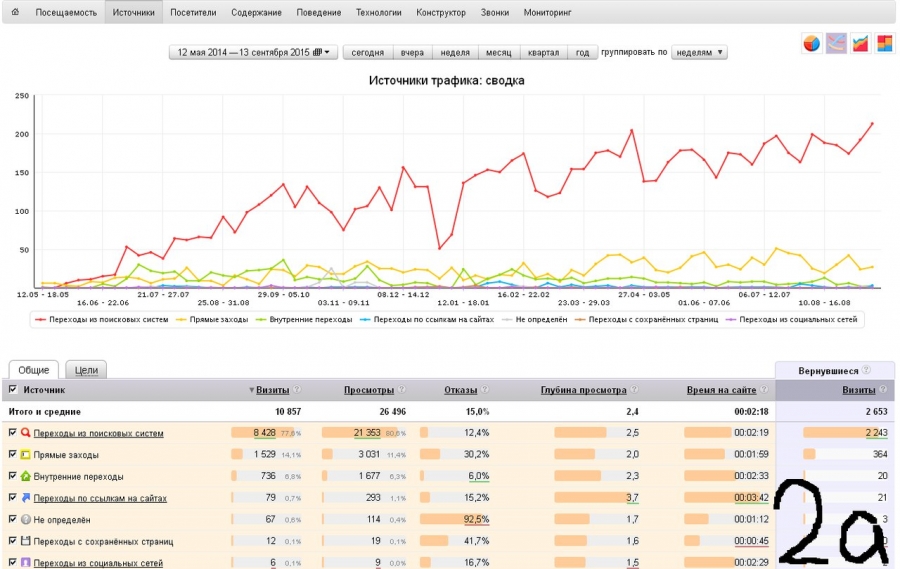 Посещаемость Источники Посетители Содержание Поведение Технологии Конструктор Звонки Мониторинг
12 мая 2014 — 13 сентября 2015 сегодня вчера неделя месяц квартал год группировать по неделям
Источники трафика: сводка
250
200
150
100
50
12.05 - 18.05 21.07 - 27.07 29.09 - 05.10 08.12 - 14.12 16.02 - 22.02 27.04 - 03.05 06.07 - 12.07
16.06 - 22.06 25.08 - 31.08 03.11 - 09.11 12.01 - 18.01 23.03 - 29.03 01.06 - 07.06 10.08 - 16.08
Переходы из поисковых систем Прямые заходы Внутренние переходы Переходы по ссылкам на сайтах Не определён Переходы с сохранённых страниц Переходы из социальных сетей
Общие Цели Вернувшиеся
Источник Визиты Просмотры Отказы Глубина просмотра Время на сайте Визиты
Итого и средние 10 857 26 496 15,0% 2,4 00:02:18 2 653
Переходы из поисковых систем 8 428 77,6% 21 353 80,6% 12,4% 2,5 00:02:19 2 243
Прямые заходы 1 529 14,1% 3 031 11,4% 30,2% 2,0 00:01:59 364
Внутренние переходы 736 6,8% 1 677 6,3% 6,0% 2,3 00:02:33 20
Переходы по ссылкам на сайтах 79 0,7% 293 1,1% 15,2% 3,7 00:03:42 21
Не определён 67 0,6% 114 0,4% 92,5% 1,7 00:01:12 3
Переходы с сохранённых страниц 12 0,1% 19 0,1% 41,7% 1,6 00:00:45
Переходы из социальных сетей 6 0,1% 9 0,0% 16,7% 1,5 00:02:29
2a